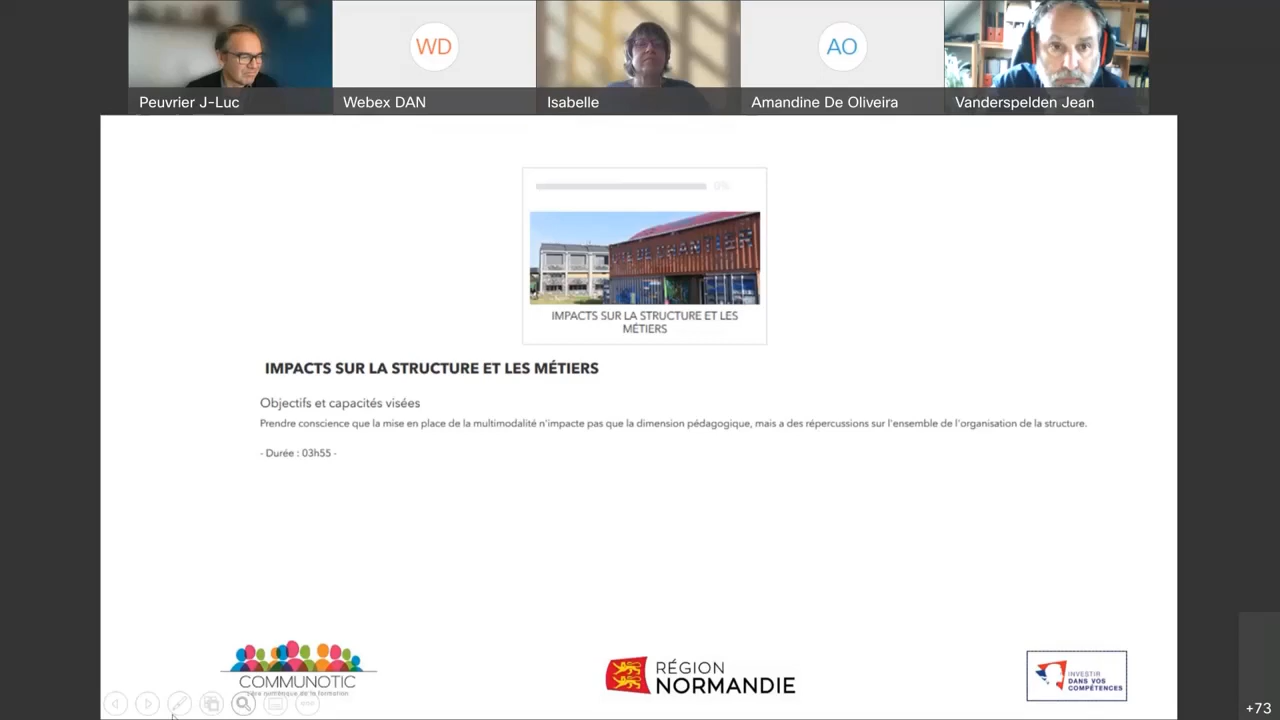 WD
AO
Peuvrier J-Luc
Webex DAN
Isabelle
Amandine De Oliveira
Vanderspelden Jean
0%
IMPACTS SUR LA STRUCTURE ET LES
MÉTIERS
IMPACTS SUR LA STRUCTURE ET LES MÉTIERS
Objectifs et capacités visées
Prendre conscience que la mise en place de la multimodalité n'impacte pas que la dimension pédagogique, mais a des répercussions sur l'ensemble de l'organisation de la structure.
- Durée : 03h55 -
COMMUNOTIC
RÉGION
NORMANDIE
INVESTIR
DANS VOS
COMPÉTENCES
+73